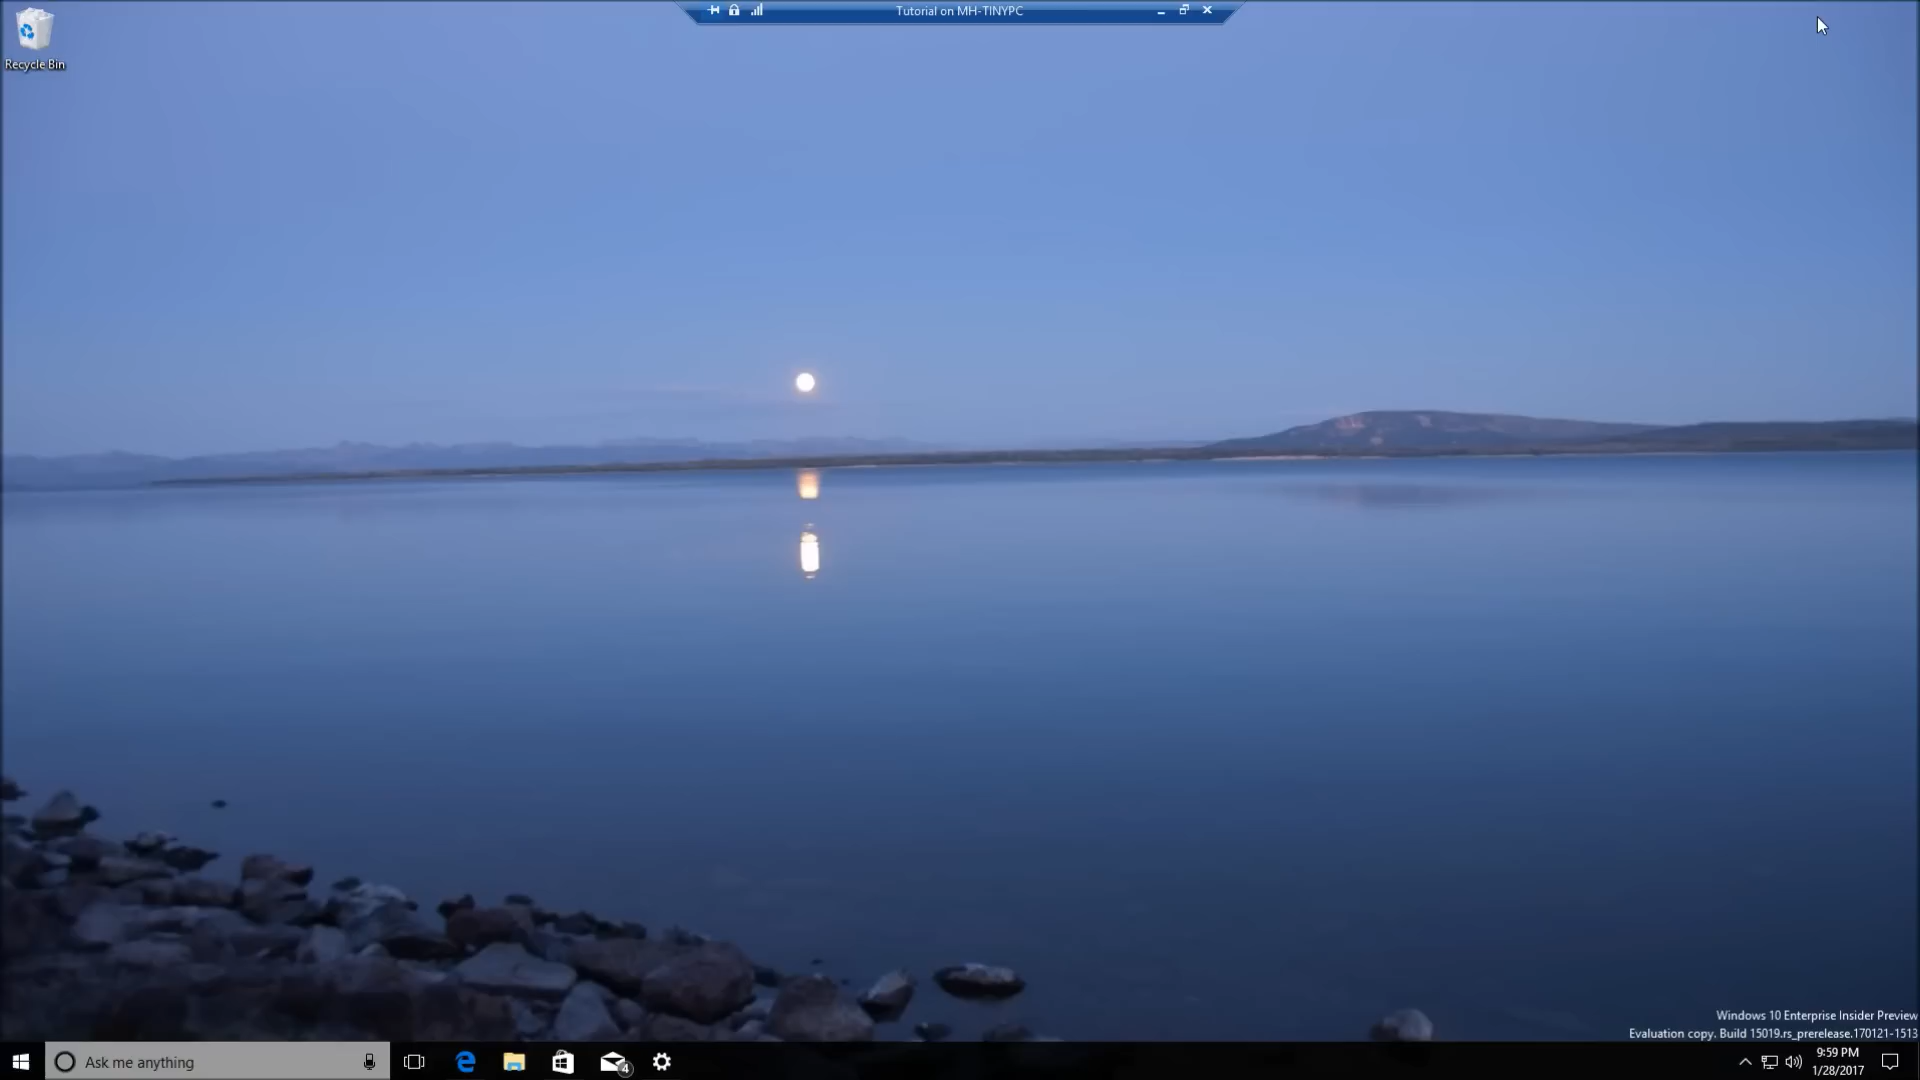 Tutorial on MH-TINYPC
Recycle Bin
Windows 10 Enterprise Insider Preview
Evaluation copy. Build 15019.rs_prerelease.170121-1513
Ask me anything
4
9:59 PM
1/28/2017